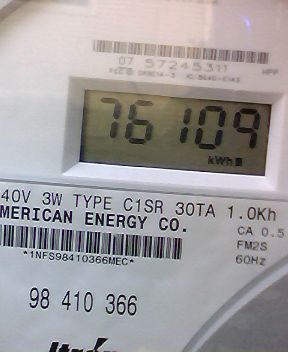 07 57245311
76109
kWh
40V 3W TYPE C1SR 30TA 1.0Kh
MERICAN ENERGY CO.
CA 0.5
FM2S
*1NFS98410366MEC*
60Hz
98 410 366
Itron